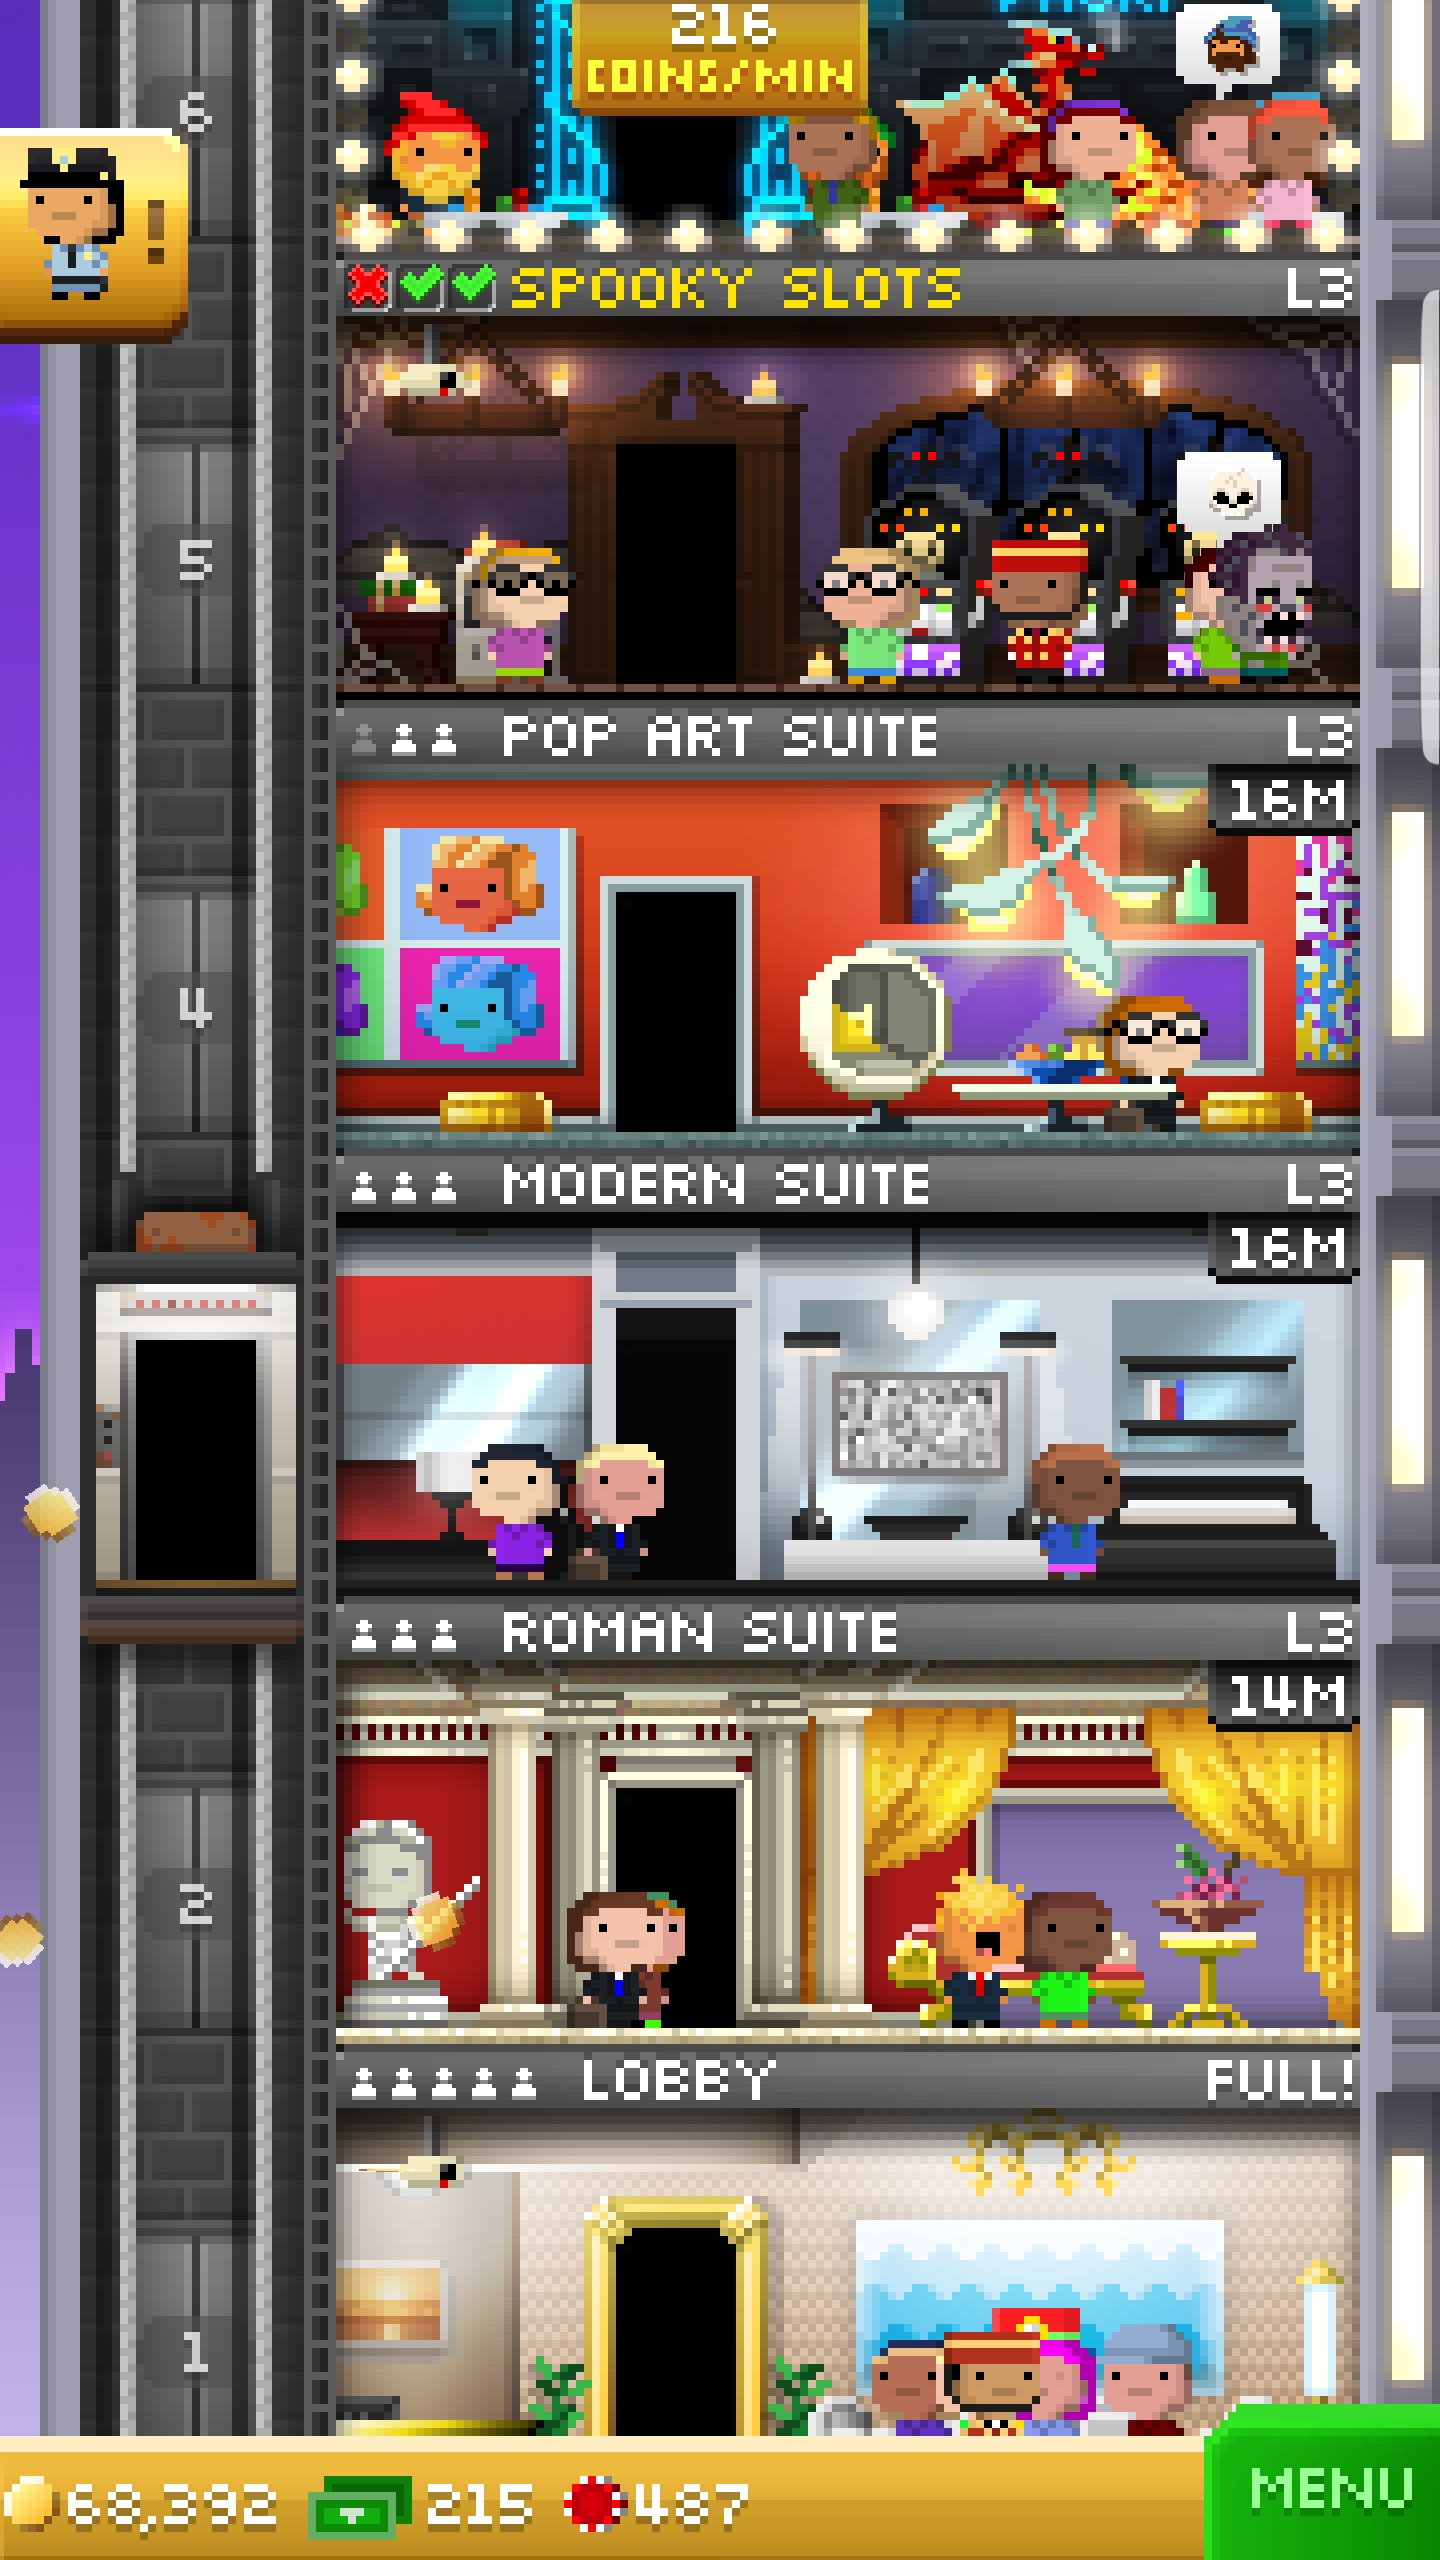 216
COINS/MIN
6
!
SPOOKY SLOTS L3
5
POP ART SUITE L3
16M
4
MODERN SUITE L3
16M
ROMAN SUITE L3
14M
2
LOBBY FULL!
1
68,392 215 487
MENU